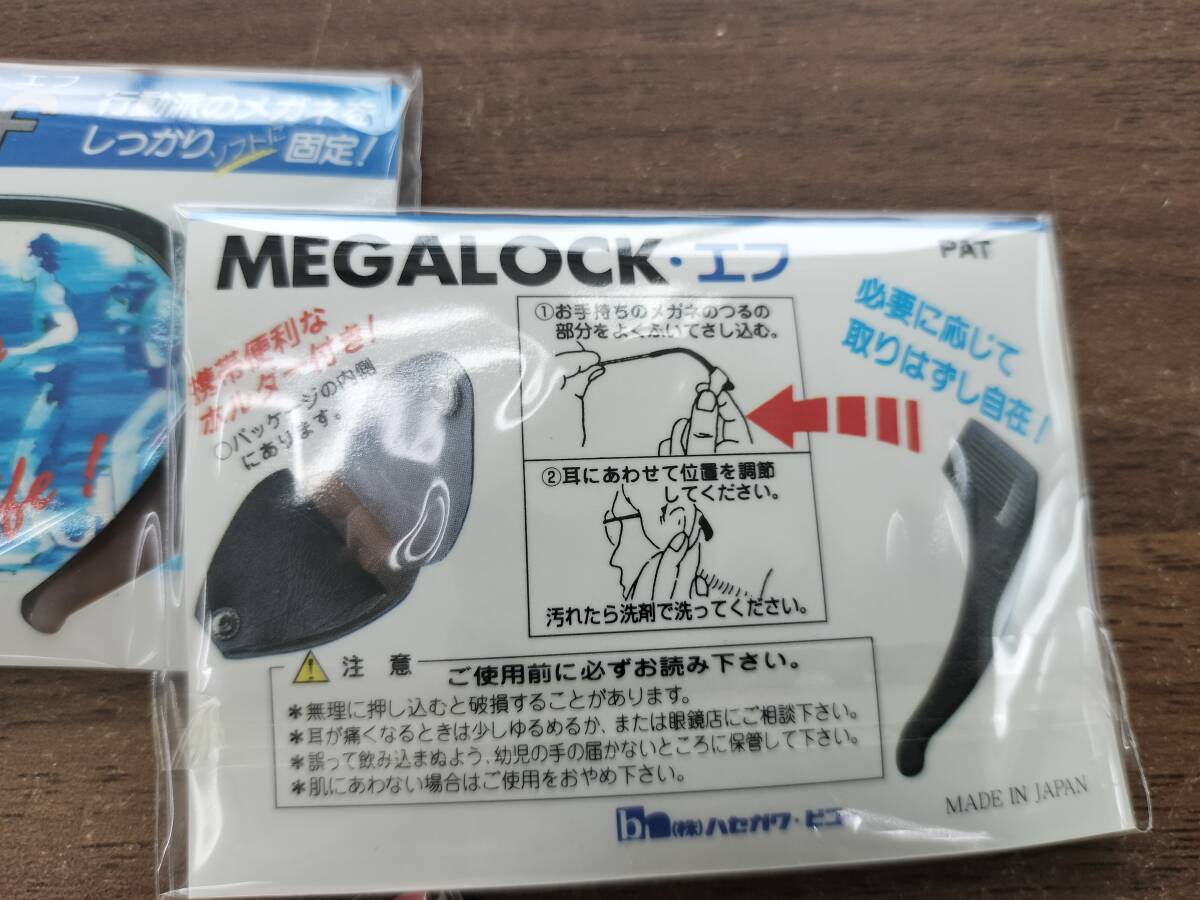 エフ
行動派のメガネを
しっかりソフトに固定!
MEGALOCK・エフ
PAT
携帯便利な
ホルダー付き!
○パッケージの内側
にあります。
①お手持ちのメガネのつるの
部分をよくふいてさし込む。
②耳にあわせて位置を調節
してください。
汚れたら洗剤で洗ってください。
必要に応じて
取りはずし自在!
注意
ご使用前に必ずお読み下さい。
*無理に押し込むと破損することがあります。
*耳が痛くなるときは少しゆるめるか、または眼鏡店にご相談下さい。
*誤って飲み込まぬよう、幼児の手の届かないところに保管して下さい。
*肌にあわない場合はご使用をおやめ下さい。
(株)ハセガワ・ビコー
MADE IN JAPAN